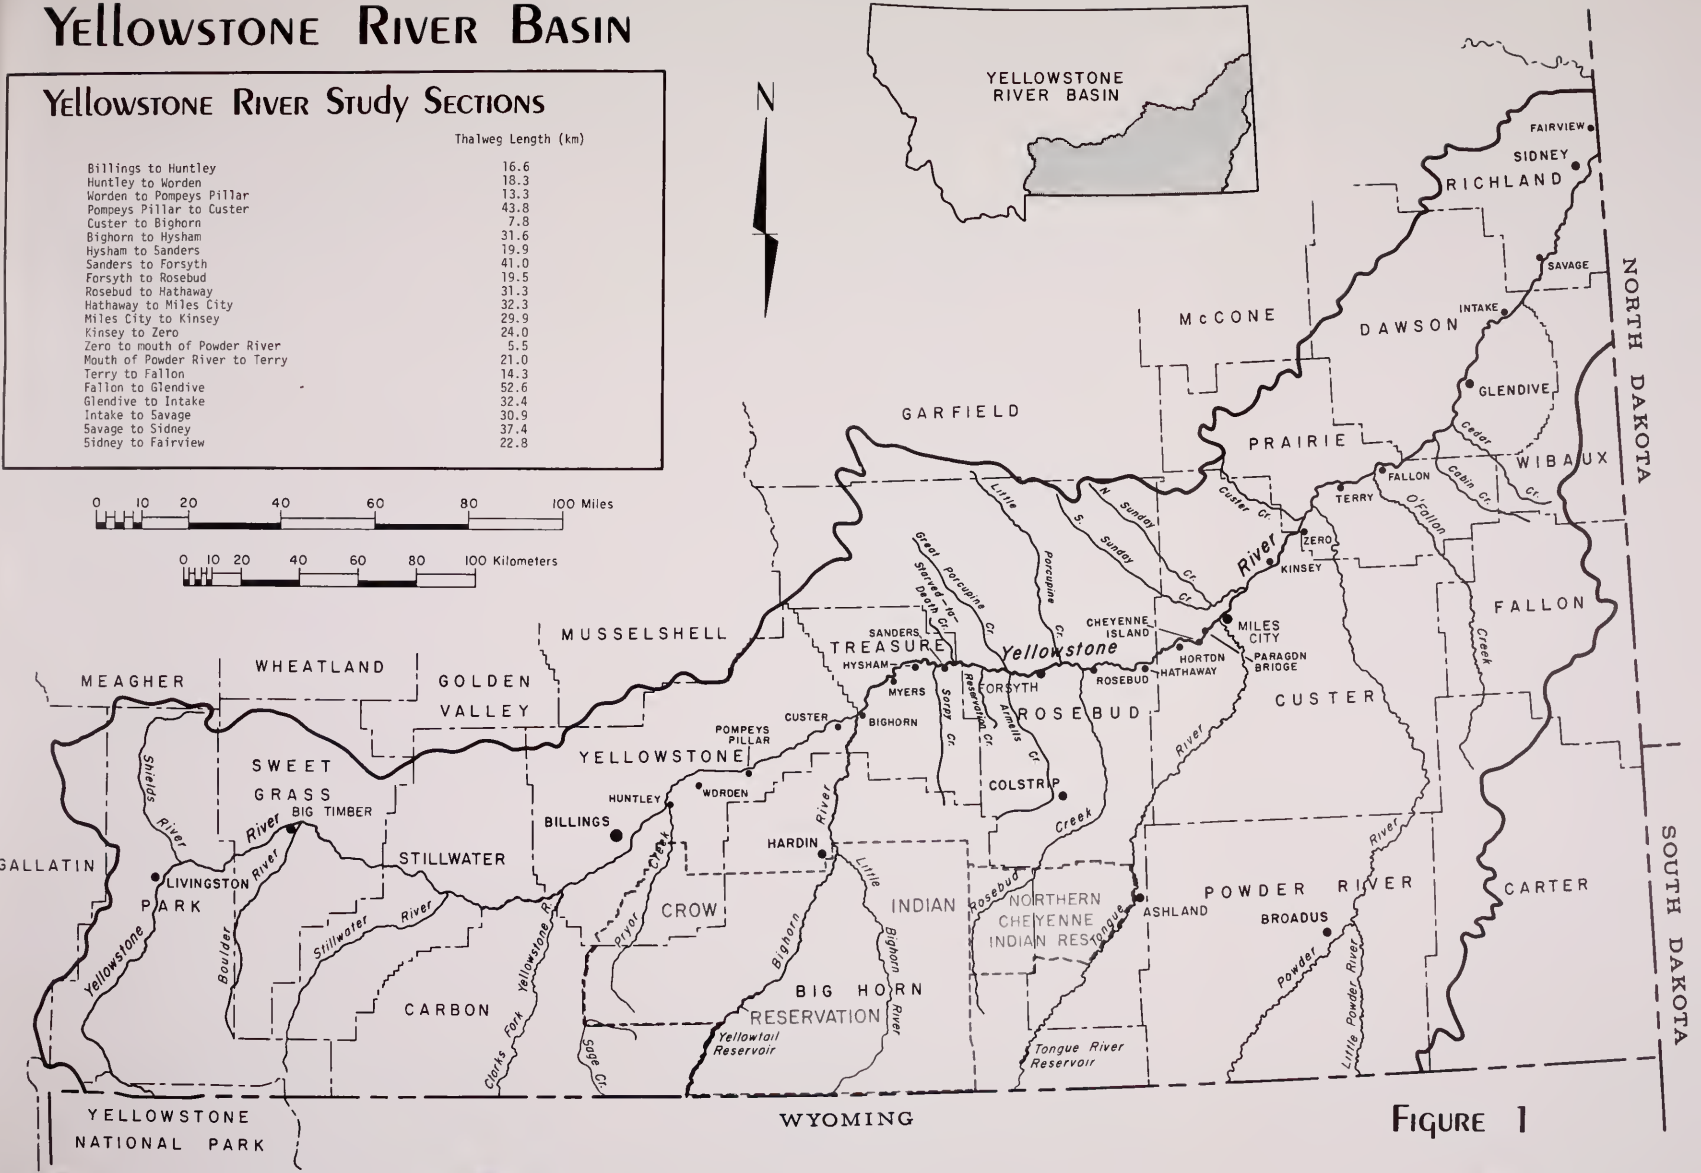 Yellowstone River Basin
Yellowstone River Study Sections
Thalweg Length (km)
Billings to Huntley 16.6
Huntley to Worden 18.3
Worden to Pompeys Pillar 13.3
Pompeys Pillar to Custer 43.8
Custer to Bighorn 7.8
Bighorn to Hysham 31.6
Hysham to Sanders 19.9
Sanders to Forsyth 41.0
Forsyth to Rosebud 19.5
Rosebud to Hathaway 31.3
Hathaway to Miles City 32.3
Miles City to Kinsey 29.9
Kinsey to Zero 24.0
Zero to mouth of Powder River 5.5
Mouth of Powder River to Terry 21.0
Terry to Fallon 14.3
Fallon to Glendive 52.6
Glendive to Intake 32.4
Intake to Savage 30.9
Savage to Sidney 37.4
Sidney to Fairview 22.8
0 10 20 40 60 80 100 Miles
0 10 20 40 60 80 100 Kilometers
N
YELLOWSTONE
RIVER BASIN
FAIRVIEW
SIDNEY
RICHLAND
SAVAGE
NORTH DAKOTA
McCONE
DAWSON
INTAKE
GLENDIVE
GARFIELD
PRAIRIE
Cedar
Cr.
WIBAUX
Cabin Cr.
FALLON
TERRY
O'Fallon
Creek
Custer Cr.
ZERO
KINSEY
River
Little
Porcupine
Cr.
N Sunday
Cr.
S. Sunday
Cr.
Great
Porcupine
Cr.
Starved-to-
Death Cr.
FALLON
MUSSELSHELL
SANDERS
TREASURE
HYSHAM
MYERS
Yellowstone
CHEYENNE
ISLAND
MILES
CITY
PARAGON
BRIDGE
HORTON
HATHAWAY
ROSEBUD
FORSYTH
Sarpy Cr.
Reservation Cr.
Armells
Cr
ROSEBUD
CUSTER
MEAGHER
WHEATLAND
GOLDEN
VALLEY
CUSTER
BIGHORN
POMPEYS
PILLAR
YELLOWSTONE
WORDEN
HUNTLEY
BILLINGS
SWEET
GRASS
BIG TIMBER
Shields
River
River
STILLWATER
GALLATIN
LIVINGSTON
PARK
Boulder
River
Stillwater River
Yellowstone
CARBON
Clarks Fork Yellowstone R.
Pryor
Creek
CROW
HARDIN
River
Bighorn
Little
Bighorn
River
INDIAN
BIG HORN
RESERVATION
Yellowtail
Reservoir
Sage Cr.
COLSTRIP
Creek
Rosebud
NORTHERN
CHEYENNE
INDIAN RES
Tongue
River
ASHLAND
Tongue River
Reservoir
POWDER RIVER
BROADUS
Powder
River
Little Powder River
CARTER
SOUTH DAKOTA
YELLOWSTONE
NATIONAL PARK
WYOMING
Figure 1